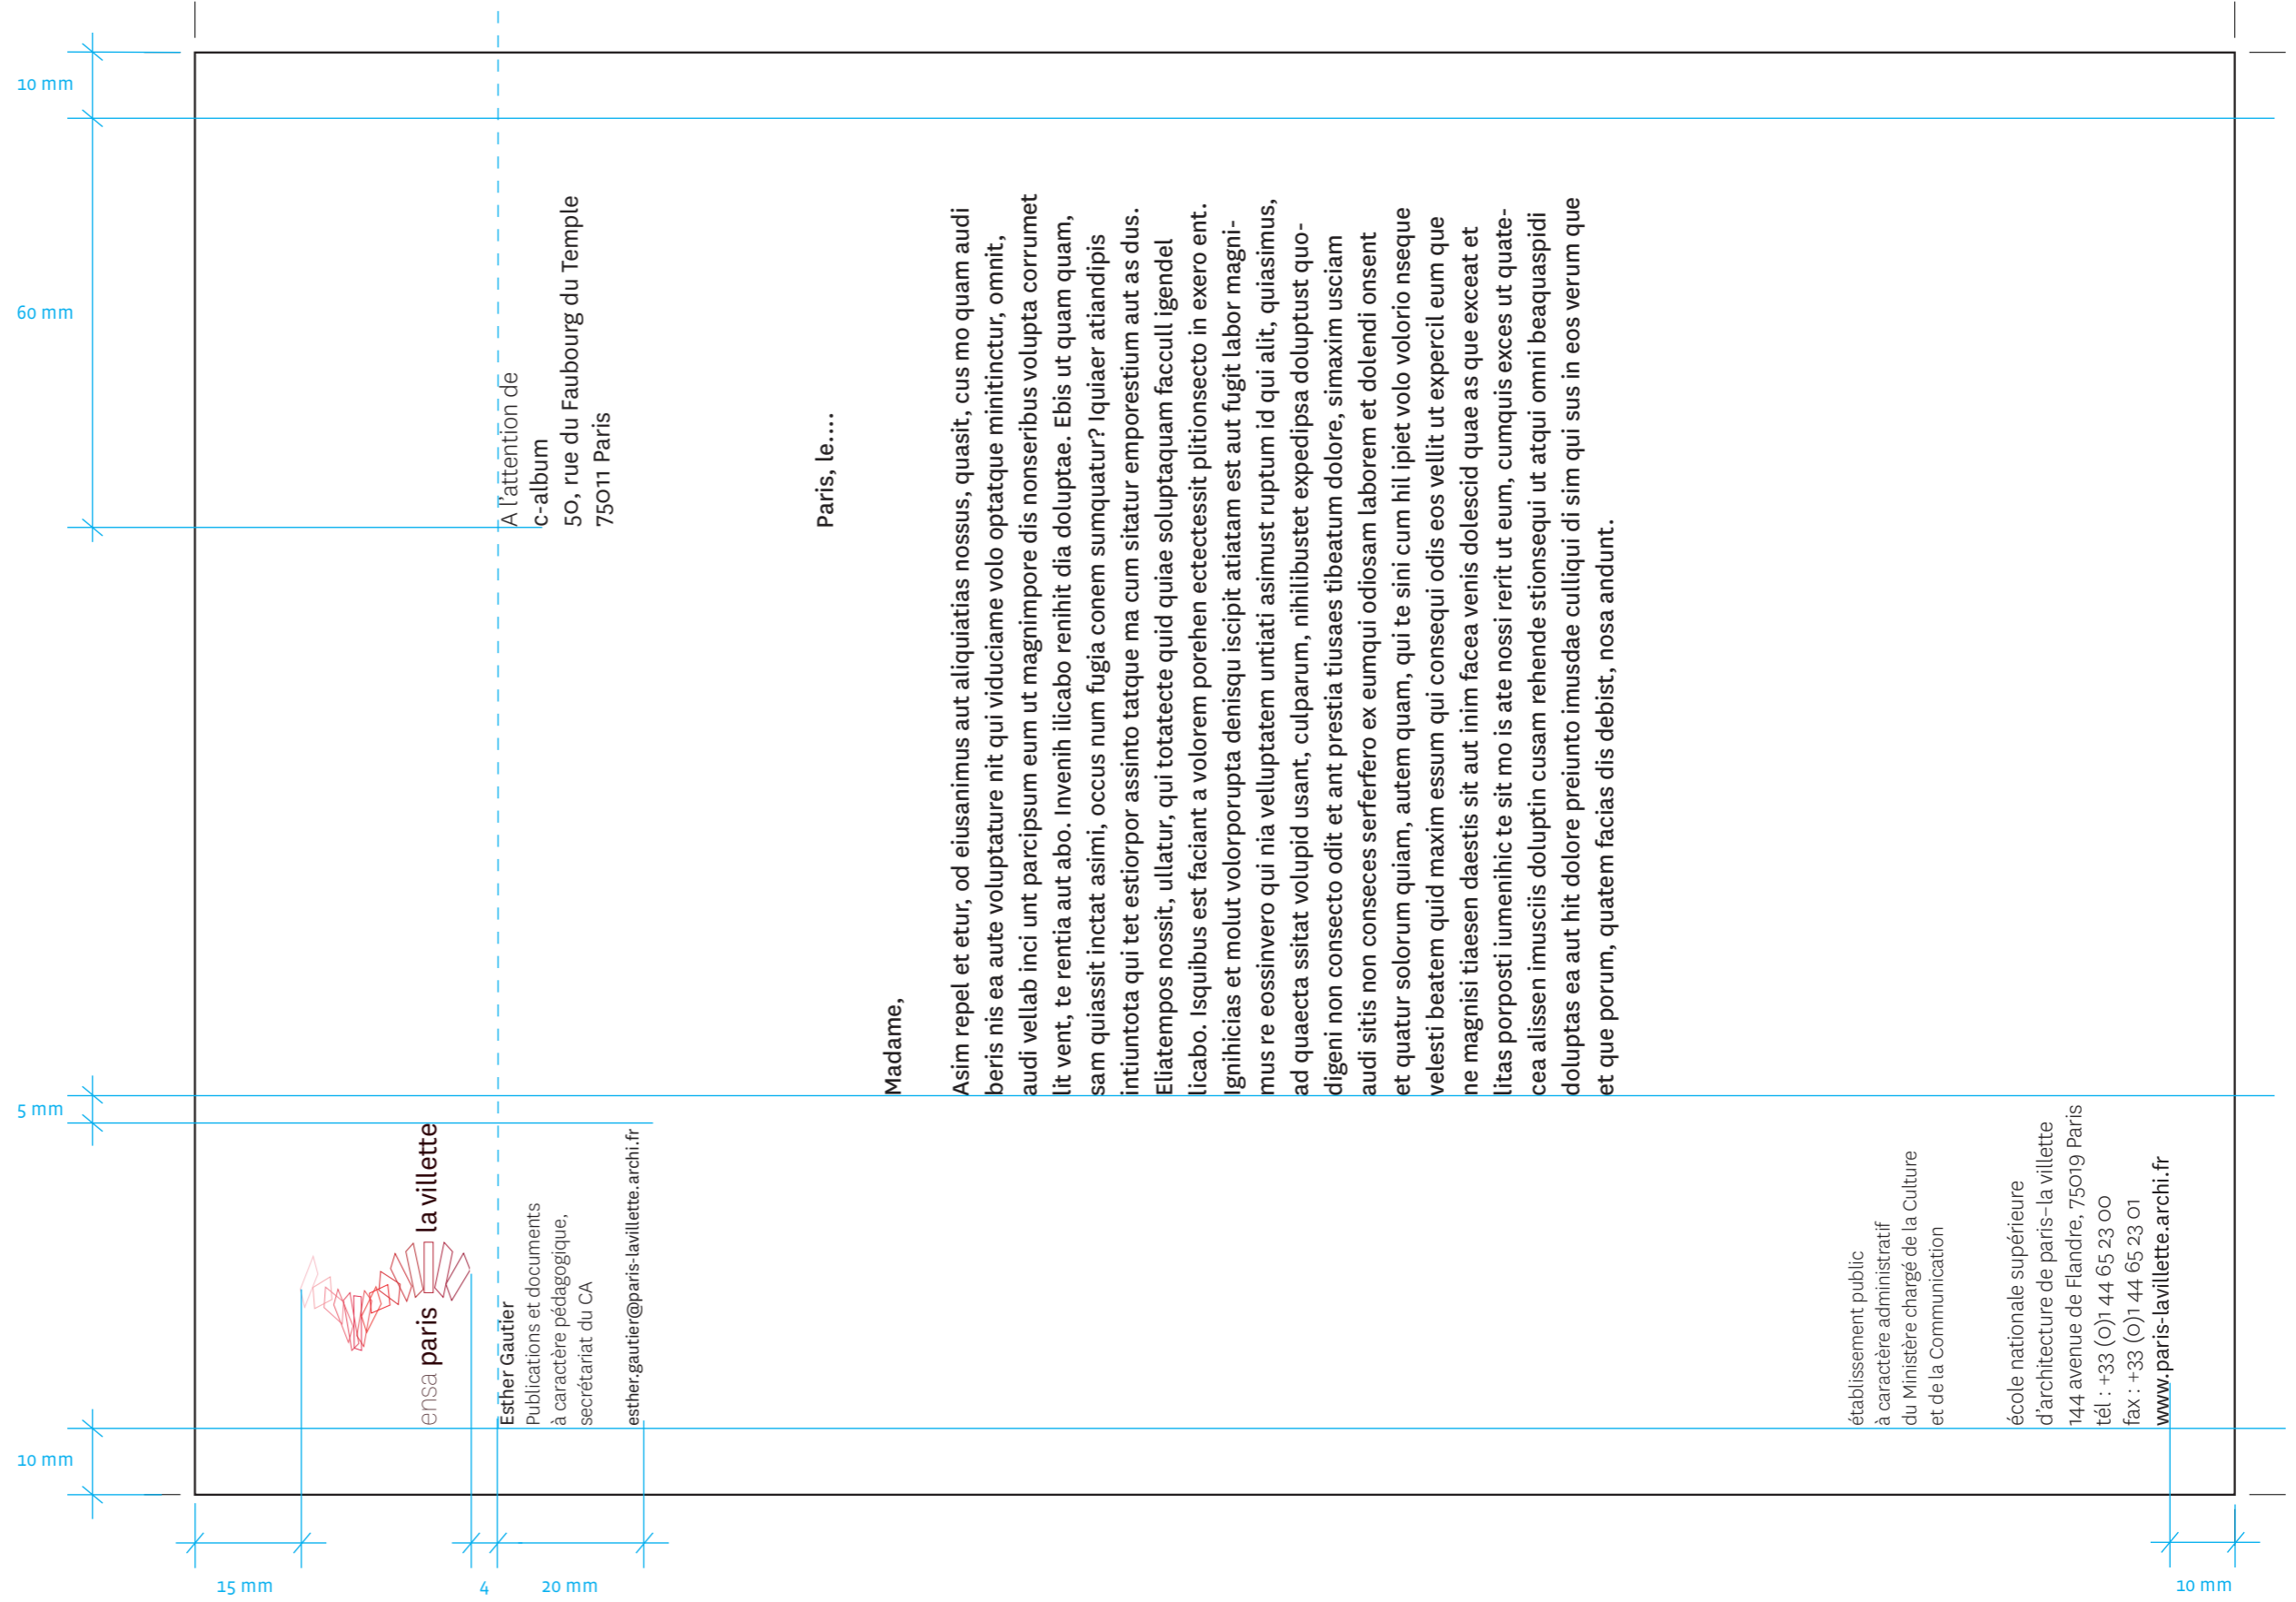 ensa paris la villette
Esther Gautier
Publications et documents
à caractère pédagogique,
secrétariat du CA
esther.gautier@paris-lavillette.archi.fr
A l'attention de
c-album
50, rue du Faubourg du Temple
75011 Paris
Paris, le....
Madame,
Asim repel et etur, od eiusanimus aut aliquiatias nossus, quasit, cus mo quam audi
beris nis ea aute voluptature nit qui viduciame volo optatque minitinctur, omnit,
audi vellab inci unt parcipsum eum ut magnimpore dis nonseribus volupta corrumet
lit vent, te rentia aut abo. Invenih ilicabo renihit dia doluptae. Ebis ut quam quam,
sam quiassit inctat asimi, occus num fugia conem sumquatur? Iquiaer atiandipis
intiuntota qui tet estiorpor assinto tatque ma cum sitatur emporestium aut as dus.
Eliatempos nossit, ullatur, qui totatecte quid quiae soluptaquam faccull igendel
licabo. Isquibus est faciant a volorem porehen ectectessit plitionsecto in exero ent.
Ignihicias et molut volorporupta denisqu iscipit atiatam est aut fugit labor magni-
mus re eossinvero qui nia velluptatem untiati asimust ruptum id qui alit, quiasimus,
ad quaecta ssitat volupid usant, culparum, nihilibustet expedipsa doluptust quo-
digeni non consecto odit et ant prestia tiusaes tibeatum dolore, simaxim usciam
audi sitis non conseces serferfero ex eumqui odiosam laborem et dolendi onsent
et quatur solorum quiam, autem quam, qui te sini cum hil ipiet volo volorio nseque
velesti beatem quid maxim essum qui consequi odis eos vellit ut expercil eum que
ne magnisi tiaesen daestis sit aut inim facea venis dolescid quae as que exceat et
litas porposti iumenihic te sit mo is ate nossi rerit ut eum, cumquis exces ut quate-
cea alissen imusciis doluptin cusam rehende stionsequi ut atqui omni beaquaspidi
doluptas ea aut hit dolore preiunto imusdae culliqui di sim qui sus in eos verum que
et que porum, quatem facias dis debist, nosa andunt.
établissement public
à caractère administratif
du Ministère chargé de la Culture
et de la Communication
école nationale supérieure
d'architecture de paris–la villette
144 avenue de Flandre, 75019 Paris
tél : +33 (0)1 44 65 23 00
fax : +33 (0)1 44 65 23 01
www.paris-lavillette.archi.fr
10 mm
60 mm
5 mm
10 mm
15 mm
4
20 mm
10 mm